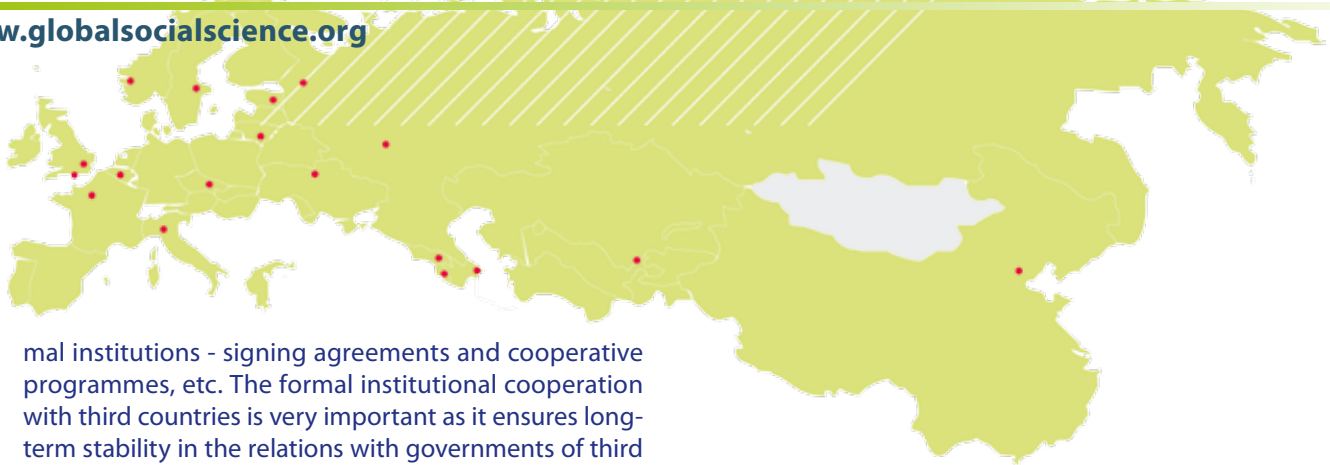 w.globalsocialscience.org
mal institutions - signing agreements and cooperative
programmes, etc. The formal institutional cooperation
with third countries is very important as it ensures long-
term stability in the relations with governments of third